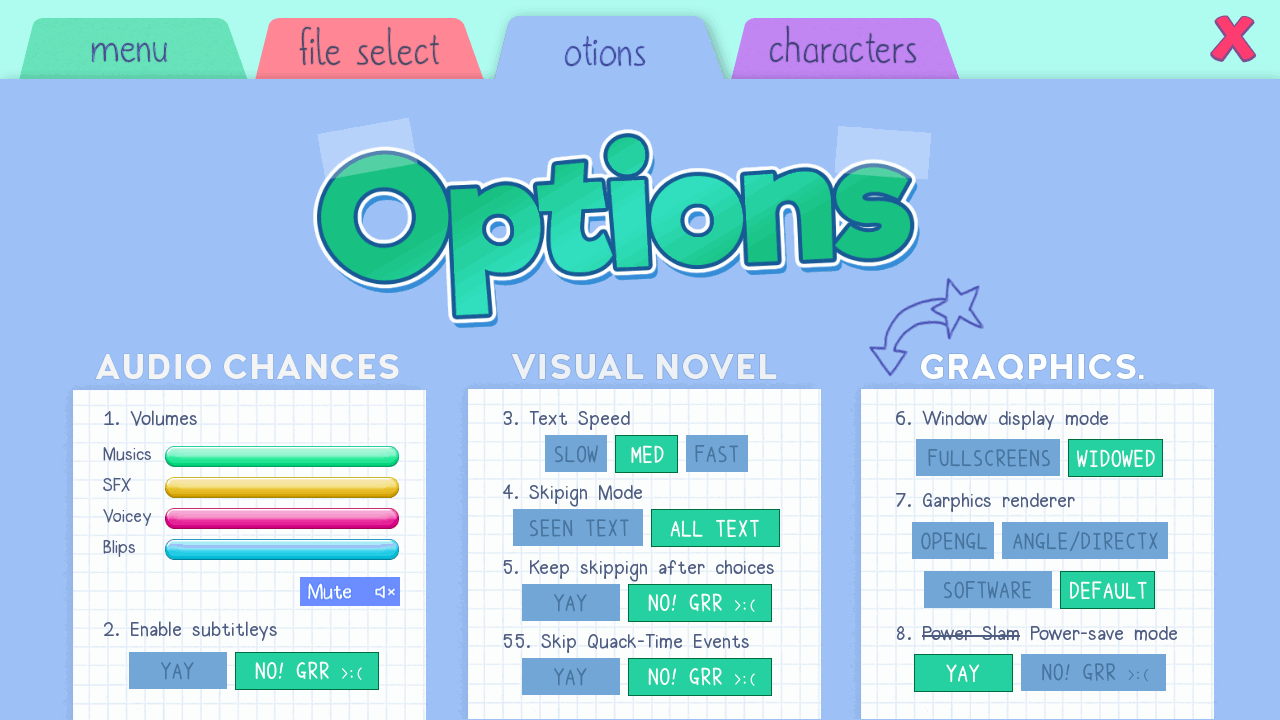 menu
file select
otions
characters
X
Options
AUDIO CHANCES
1. Volumes
Musics
SFX
Voicey
Blips
Mute
2. Enable subtitleys
YAY NO! GRR >:(
VISUAL NOVEL
3. Text Speed
SLOW MED FAST
4. Skipign Mode
SEEN TEXT ALL TEXT
5. Keep skippign after choices
YAY NO! GRR >:(
55. Skip Quack-Time Events
YAY NO! GRR >:(
GRAQPHICS.
6. Window display mode
FULLSCREENS WIDOWED
7. Garphics renderer
OPENGL ANGLE/DIRECTX
SOFTWARE DEFAULT
8. Power Slam Power-save mode
YAY NO! GRR >:(